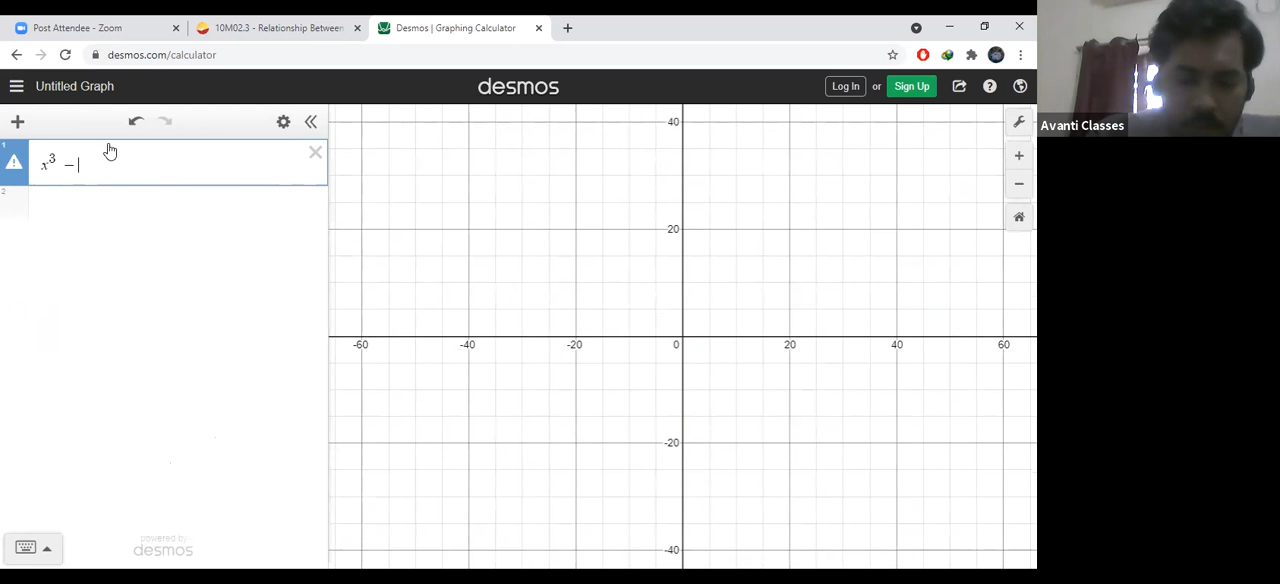 Post Attendee - Zoom
10M02.3 - Relationship Between
Desmos | Graphing Calculator
desmos.com/calculator
Untitled Graph
desmos
Log In or Sign Up
Avanti Classes
1
x³ −
2
40
20
-60 -40 -20 0 20 40 60
-20
-40
powered by
desmos